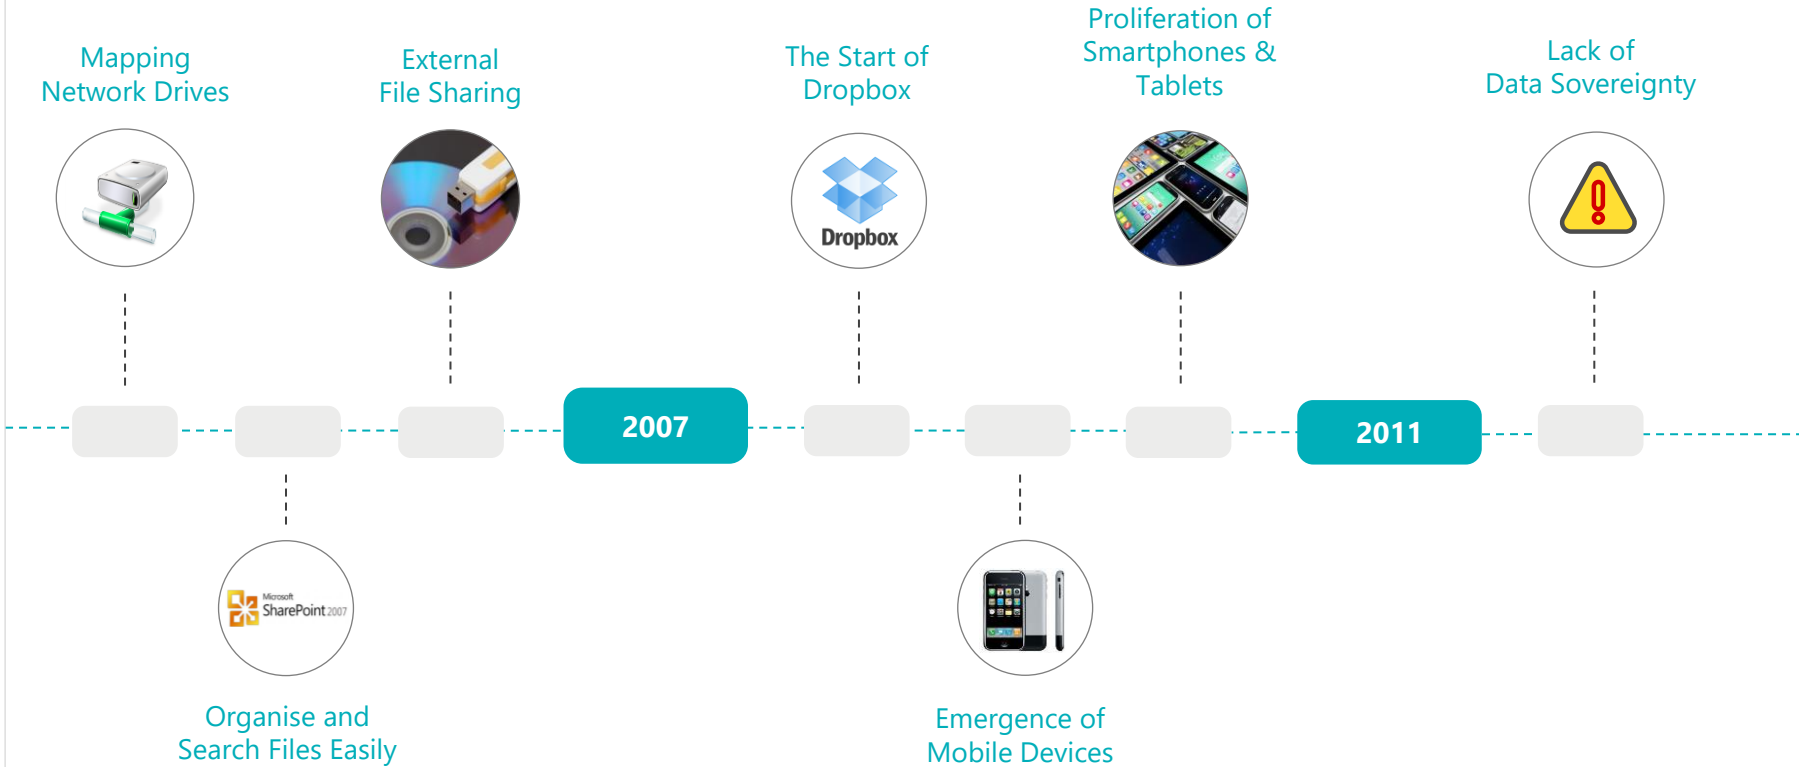 Mapping
Network Drives
External
File Sharing
The Start of
Dropbox
Proliferation of
Smartphones &
Tablets
Lack of
Data Sovereignty
Dropbox
2007
2011
Microsoft
SharePoint 2007
Organise and
Search Files Easily
Emergence of
Mobile Devices